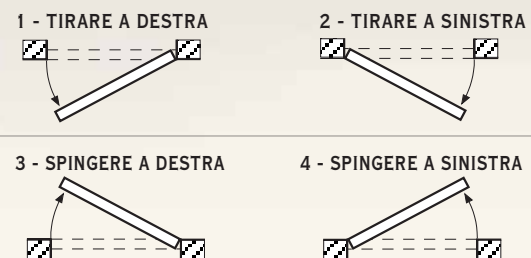 1 - TIRARE A DESTRA
2 - TIRARE A SINISTRA
3 - SPINGERE A DESTRA
4 - SPINGERE A SINISTRA